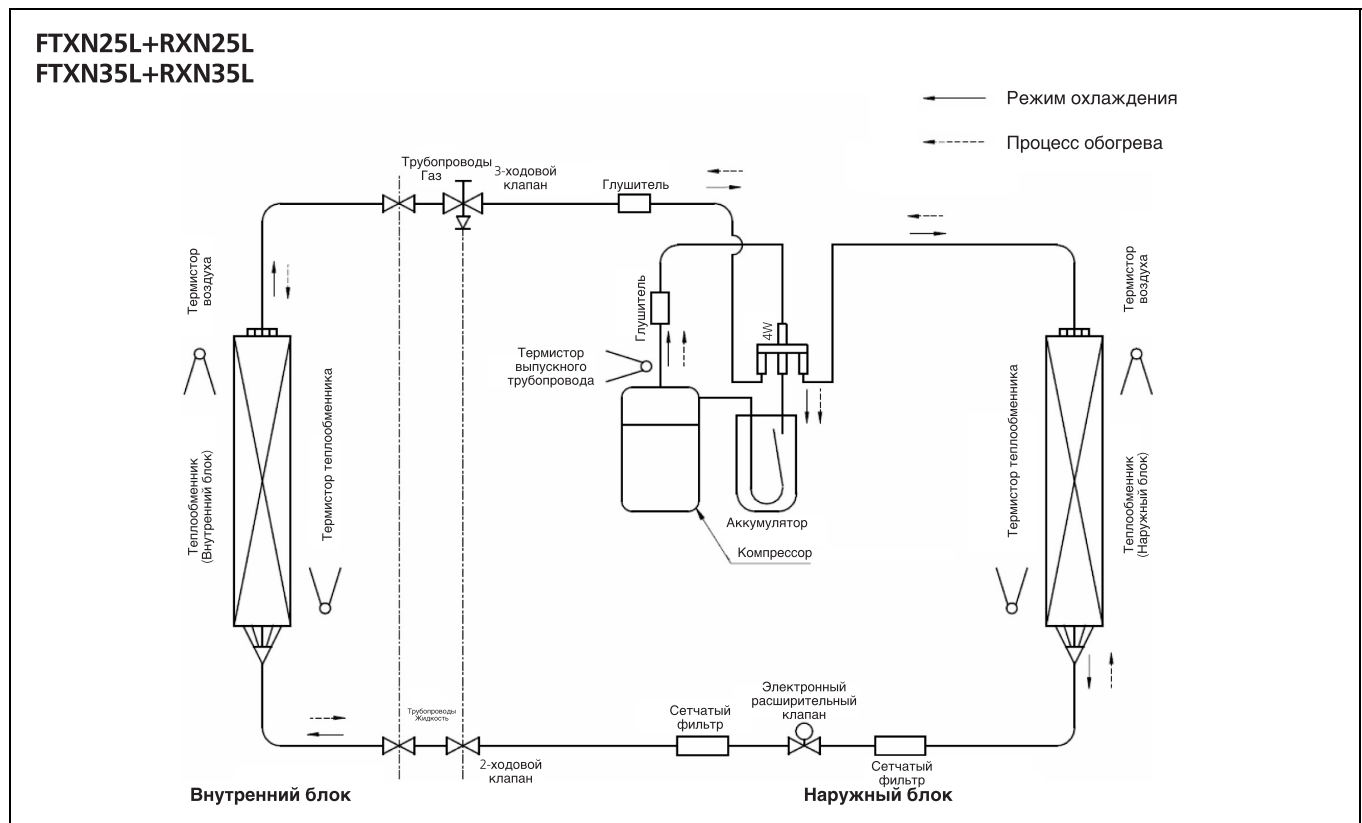 FTXN25L+RXN25L
FTXN35L+RXN35L
Режим охлаждения
Процесс обогрева
Трубопроводы
Газ
3-ходовой
клапан
Глушитель
Термистор
воздуха
Глушитель
4W
Термистор
воздуха
Термистор
выпускного
трубопровода
Термистор теплообменника
Термистор теплообменника
Теплообменник
(Внутренний блок)
Теплообменник
(Наружный блок)
Аккумулятор
Компрессор
Электронный
расширительный
клапан
Сетчатый
фильтр
Трубопроводы
Жидкость
2-ходовой
клапан
Сетчатый
фильтр
Внутренний блок
Наружный блок